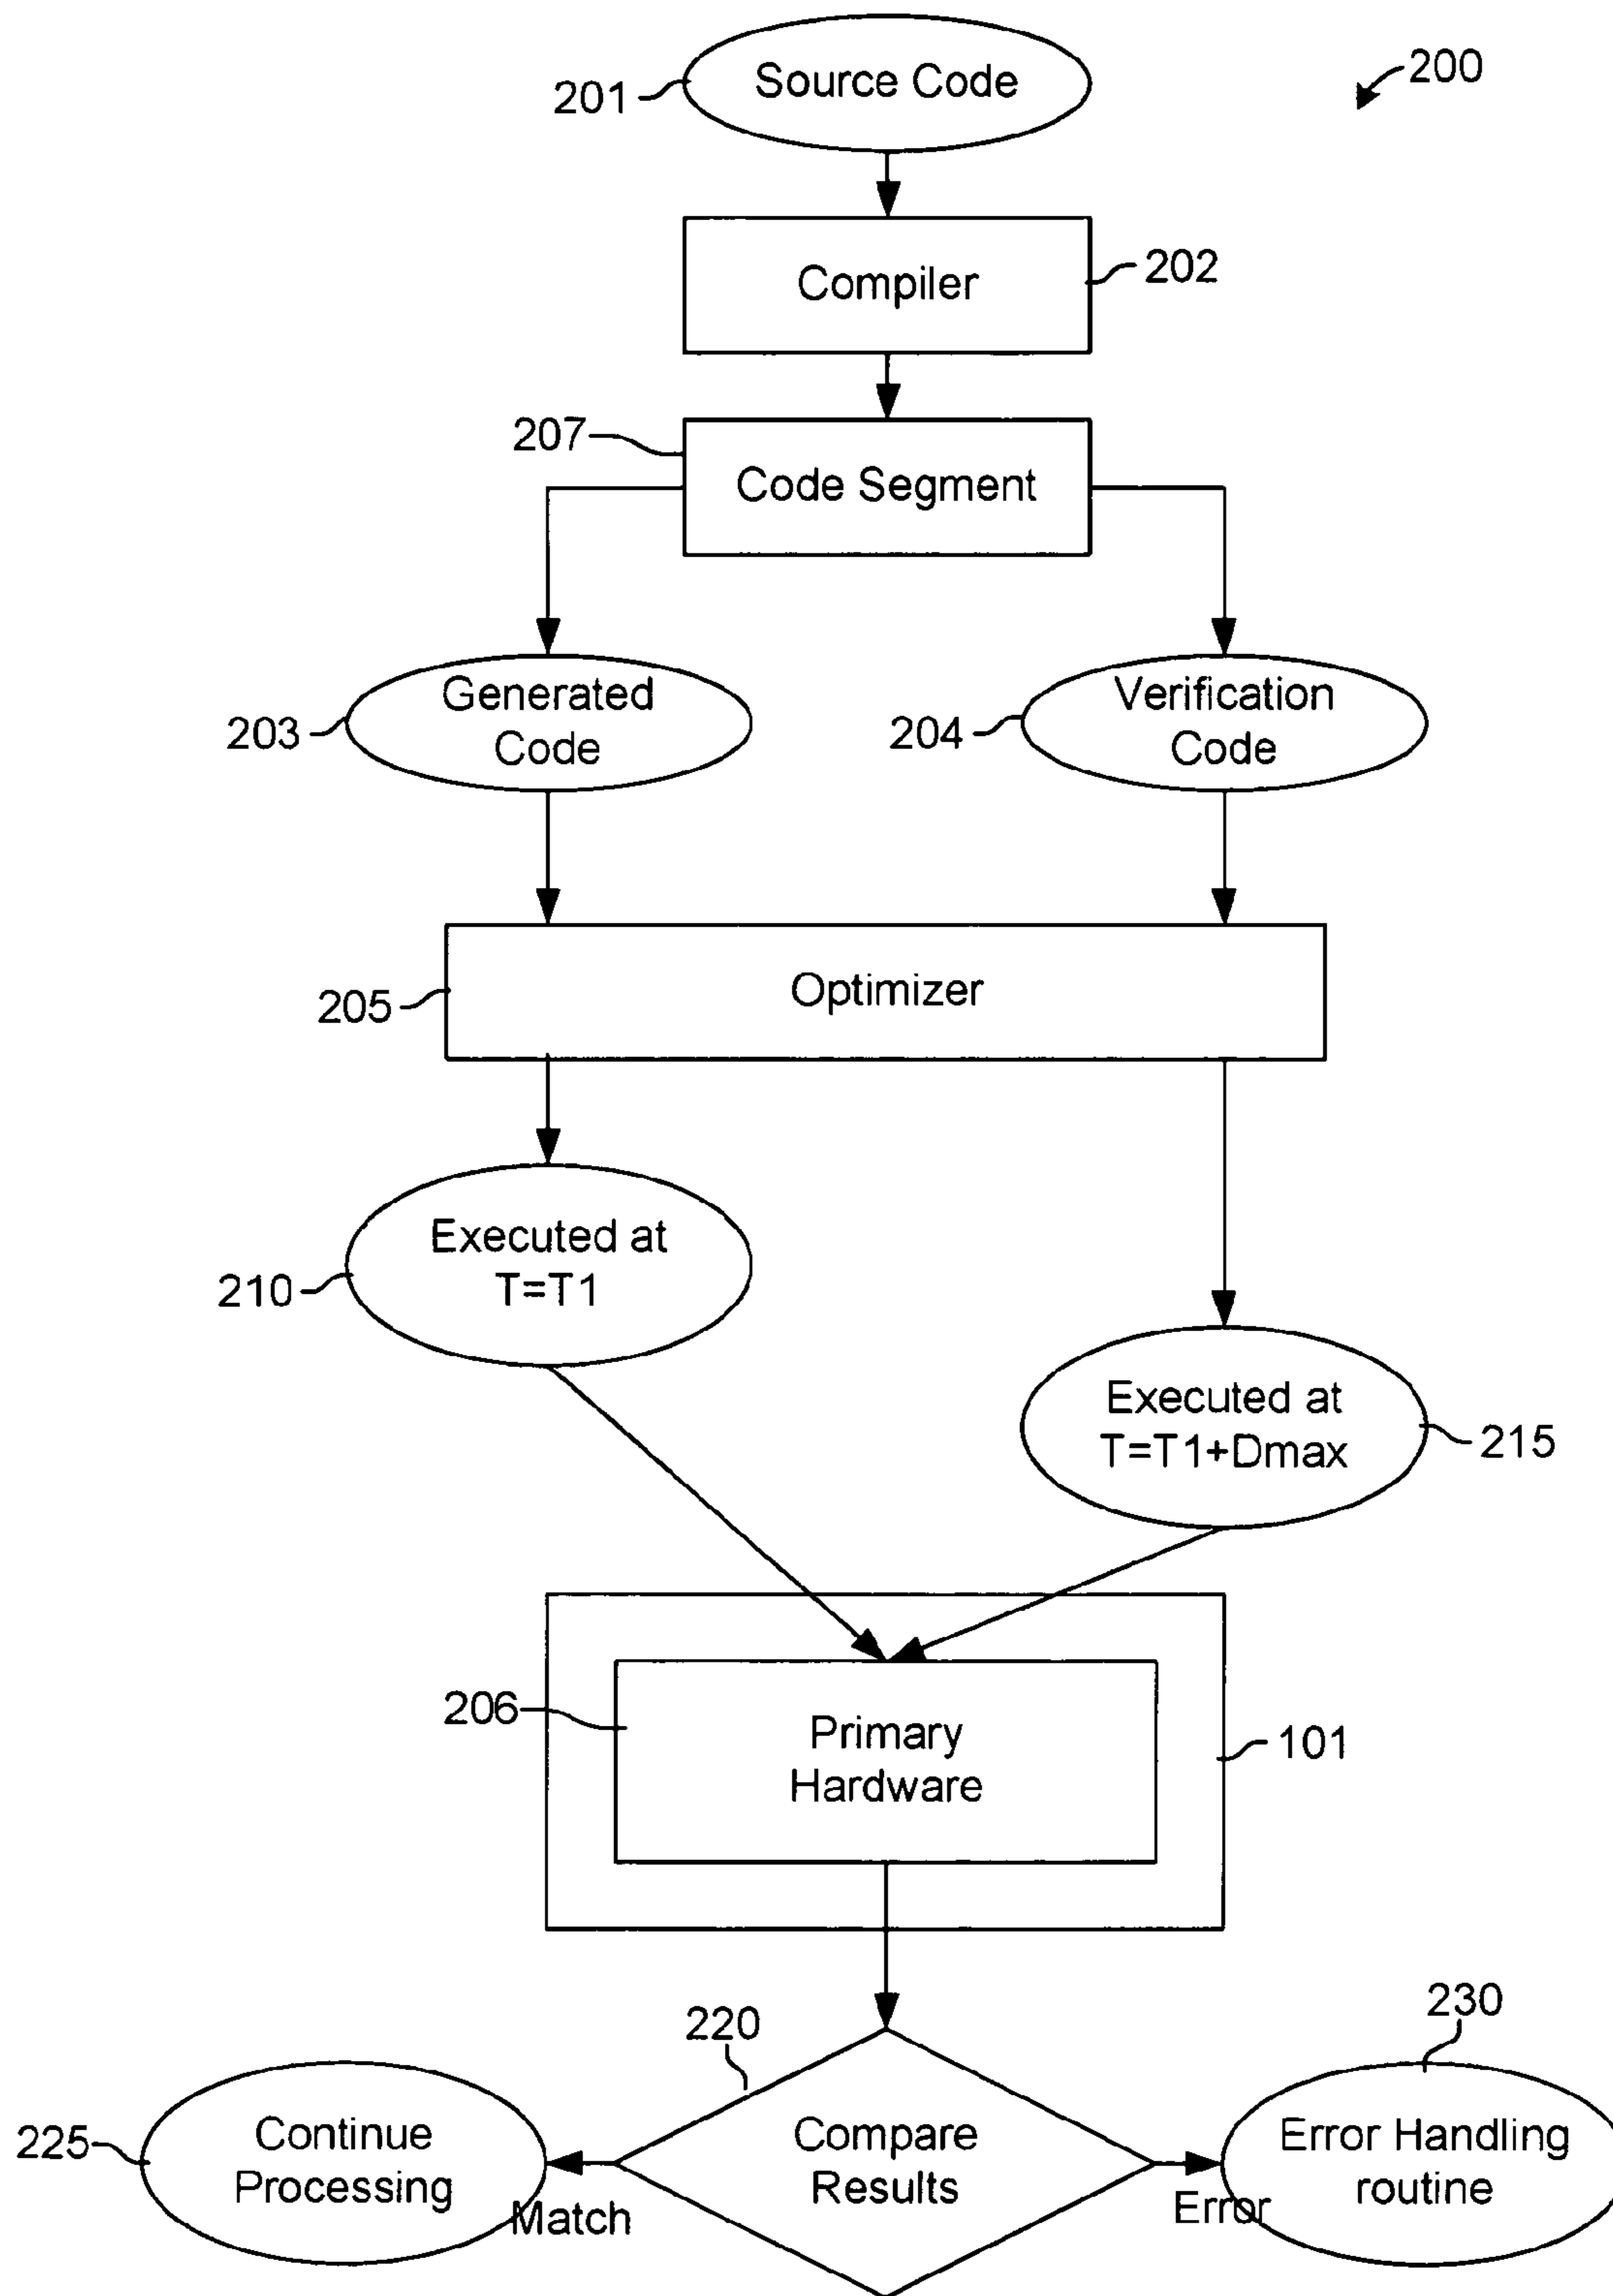 Source Code
201
200
Compiler
202
207
Code Segment
Generated
Code
203
Verification
Code
204
Optimizer
205
Executed at
T=T1
210
Executed at
T=T1+Dmax
215
206
Primary
Hardware
101
220
230
225
Continue
Processing
Match
Compare
Results
Error
Error Handling
routine